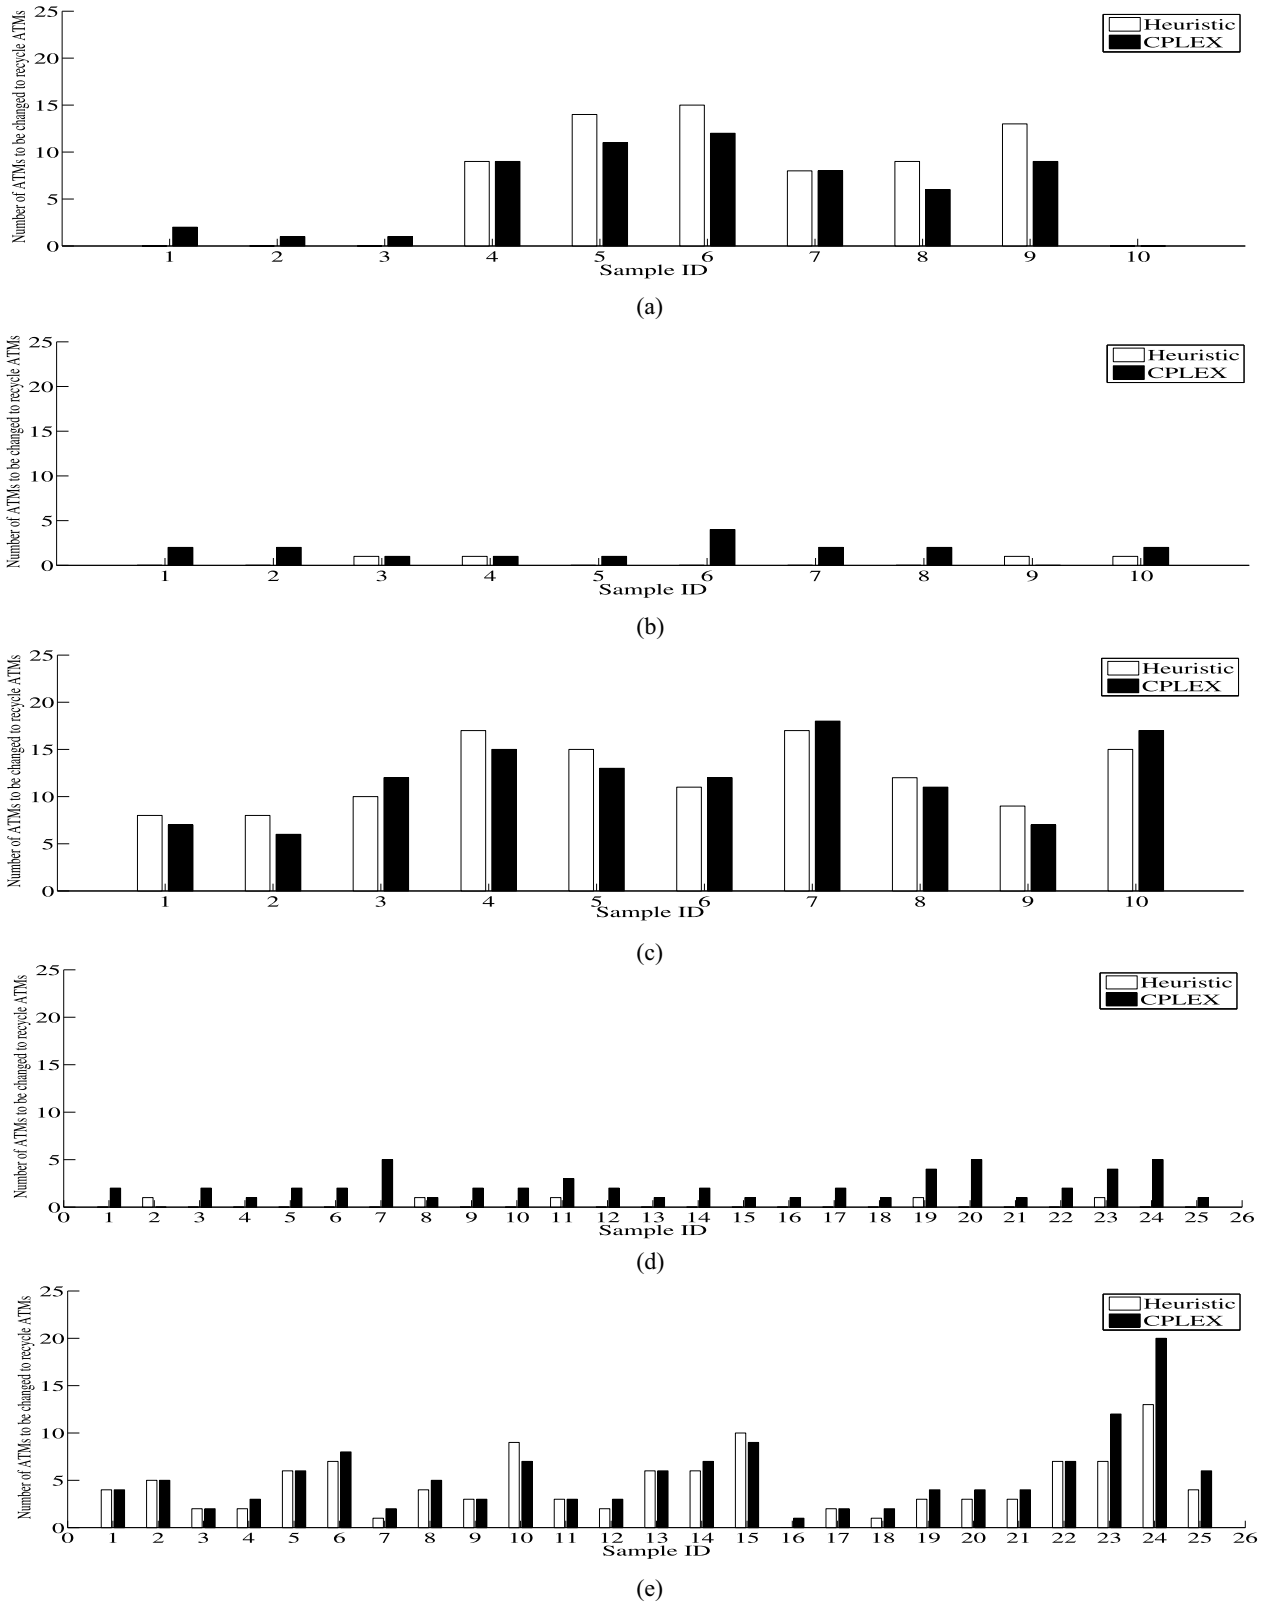 Number of ATMs to be changed to recycle ATMs
25
20
15
10
5
0
Heuristic
CPLEX
1 2 3 4 5 6 7 8 9 10
Sample ID
(a)
Number of ATMs to be changed to recycle ATMs
25
20
15
10
5
0
Heuristic
CPLEX
1 2 3 4 5 6 7 8 9 10
Sample ID
(b)
Number of ATMs to be changed to recycle ATMs
25
20
15
10
5
0
Heuristic
CPLEX
1 2 3 4 5 6 7 8 9 10
Sample ID
(c)
Number of ATMs to be changed to recycle ATMs
25
20
15
10
5
0
Heuristic
CPLEX
0 1 2 3 4 5 6 7 8 9 10 11 12 13 14 15 16 17 18 19 20 21 22 23 24 25 26
Sample ID
(d)
Number of ATMs to be changed to recycle ATMs
25
20
15
10
5
0
Heuristic
CPLEX
0 1 2 3 4 5 6 7 8 9 10 11 12 13 14 15 16 17 18 19 20 21 22 23 24 25 26
Sample ID
(e)